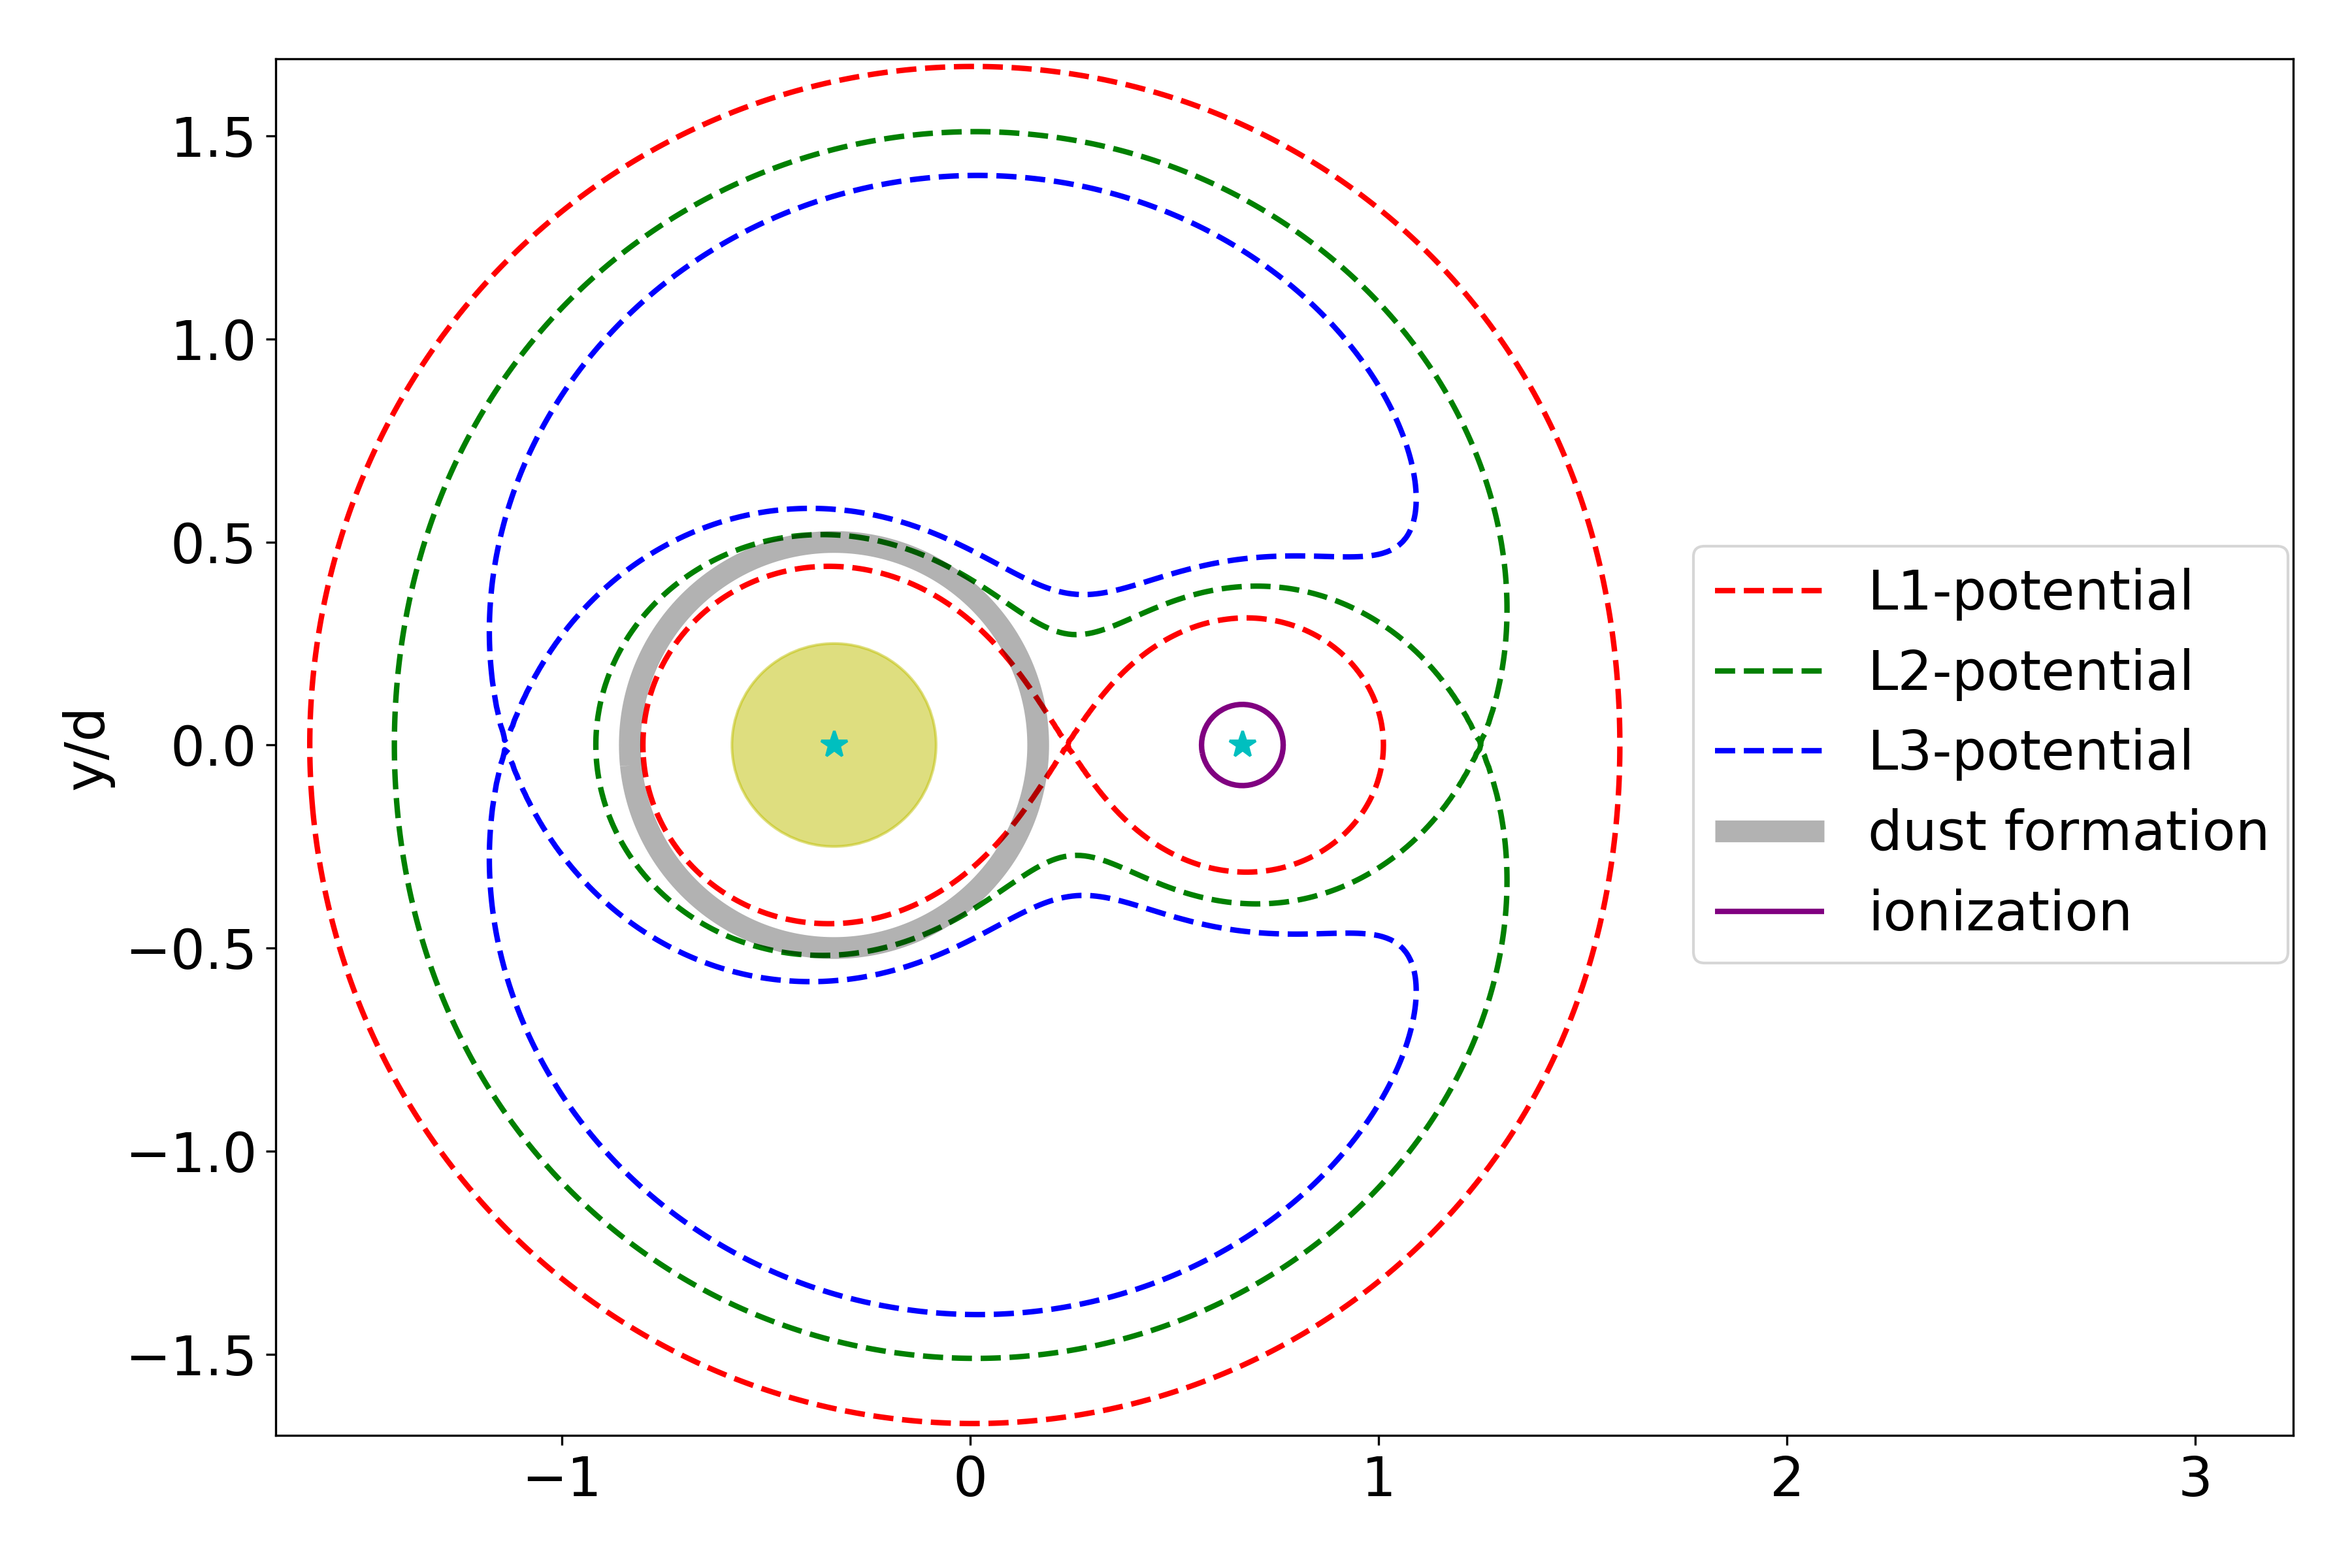 1.5
1.0
0.5
0.0
−0.5
−1.0
−1.5
y/d
−1 0 1 2 3
L1-potential
L2-potential
L3-potential
dust formation
ionization